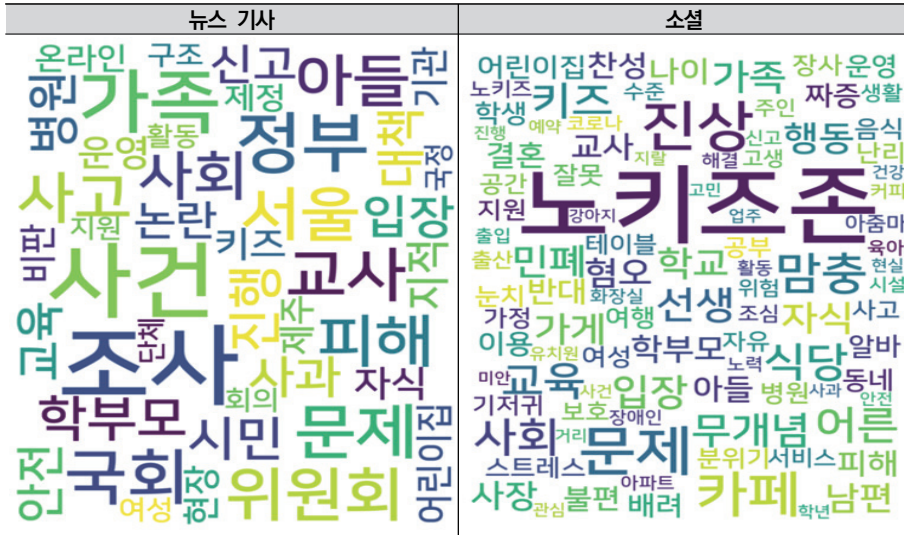 뉴스 기사
온라인 구조 신고 아들 기관
병원 가족 제정
운영 활동 정부 대책 국정
사고 사회 서울 입장
지원 논란 키즈 지적
비판 사건 진행 교사
교육 단체 제주 피해
조사 사과 자식
학부모 회의 어린이집
시민 문제
안전 국회 위원회
여성 현장
소셜
어린이집 찬성 나이 가족 장사 운영
노키즈 키즈 수준 주인 짜증 생활
학생 진상 행동 음식
진행 예약 코로나 교사 신고 난리
결혼 지랄 해결 고생 건강
공간 잘못 노키즈존 고민 커피
지원 강아지 업주 아줌마
출입 테이블 공부 육아
출산 민폐 혐오 학교 활동 맘충 현실
눈치 반대 화장실 선생 위험 시설
가정 가게 여행 조심 자식 사고
이용 유치원 여성 학부모 자유 식당 알바
미안 교육 노력
사건 입장 아들 병원 사과 동네
기저귀 보호 장애인 안전
사회 거리 문제 무개념 어른
스트레스 분위기 서비스 피해
사장 불편 아파트 카페 남편
관심 배려 학년